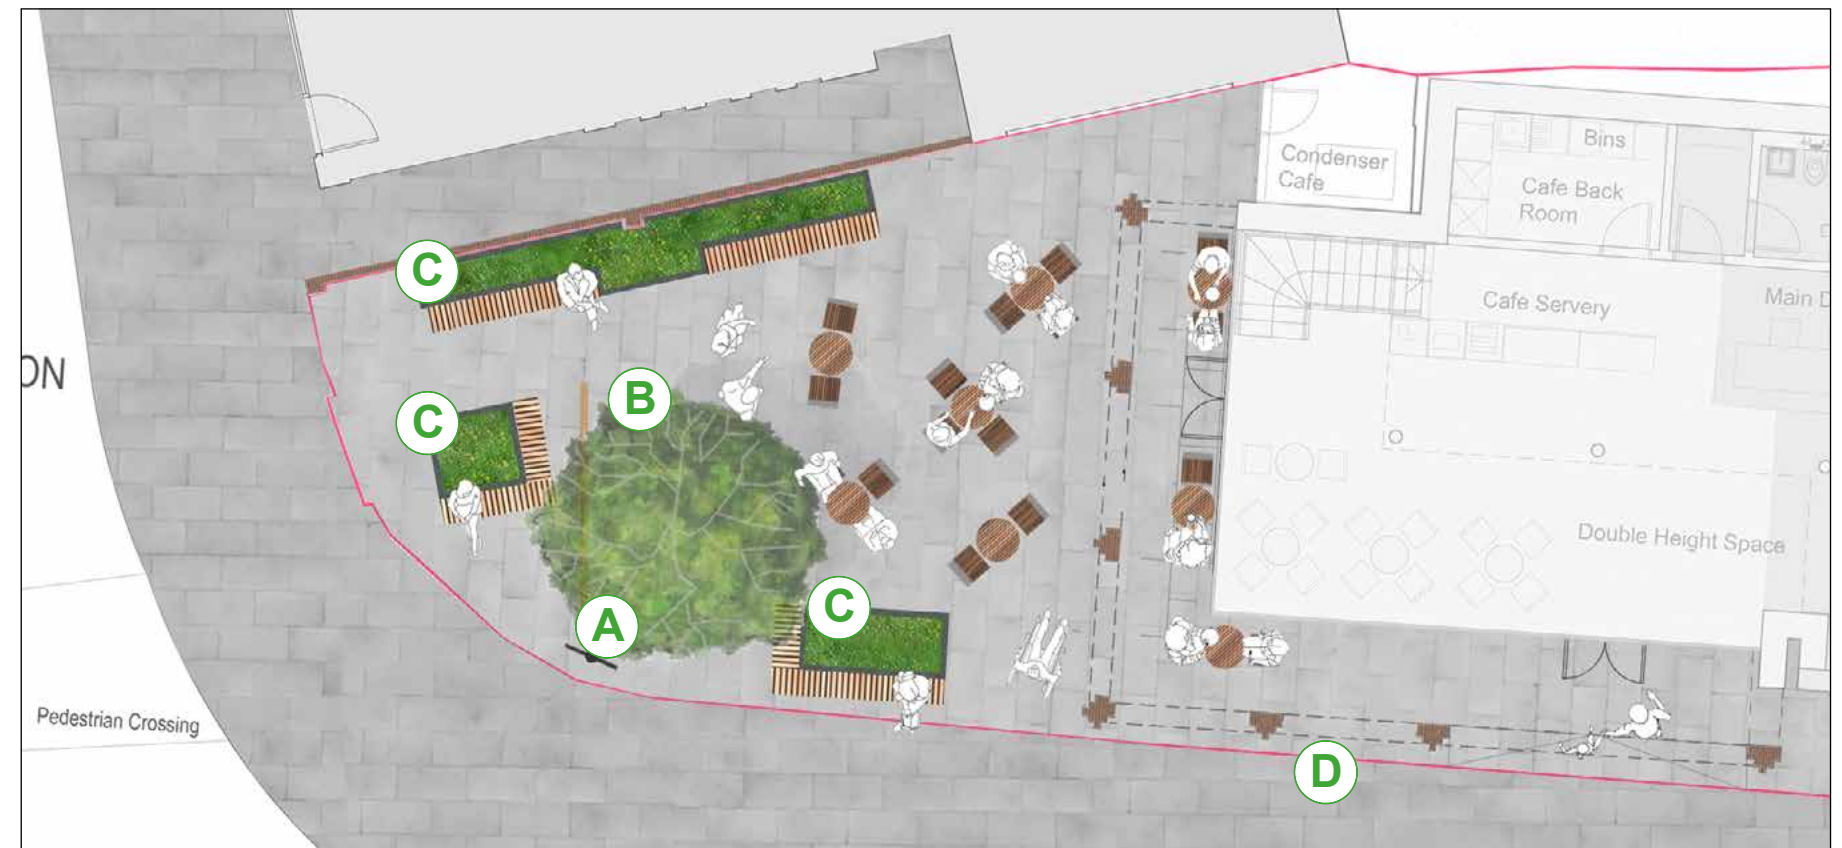 Bins
Condenser
Cafe
Cafe Back
Room
C
Cafe Servery
Main D
ON
B
C
Double Height Space
C
A
Pedestrian Crossing
D